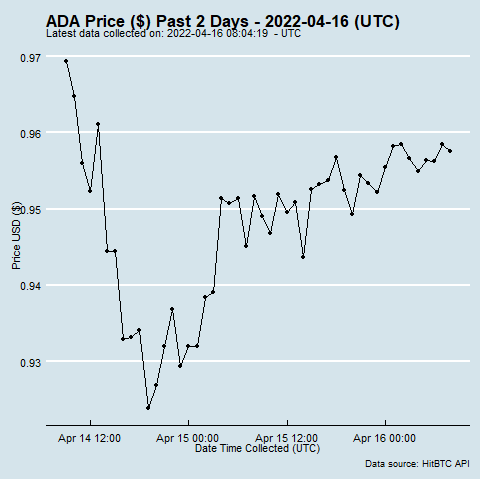 ADA Price ($) Past 2 Days - 2022-04-16 (UTC)
Latest data collected on: 2022-04-16 08:04:19 - UTC
0.97
0.96
0.95
0.94
0.93
Price USD ($)
Apr 14 12:00
Apr 15 00:00
Apr 15 12:00
Apr 16 00:00
Date Time Collected (UTC)
Data source: HitBTC API